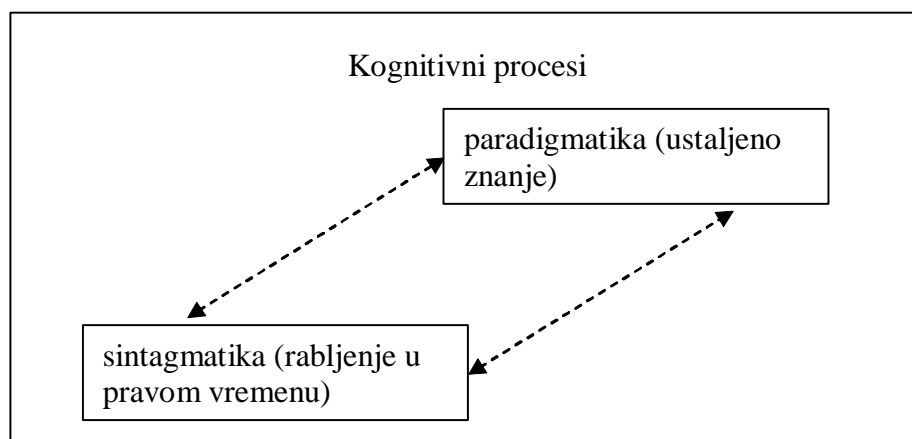 Kognitivni procesi
paradigmatika (ustaljeno
znanje)
sintagmatika (rabljenje u
pravom vremenu)